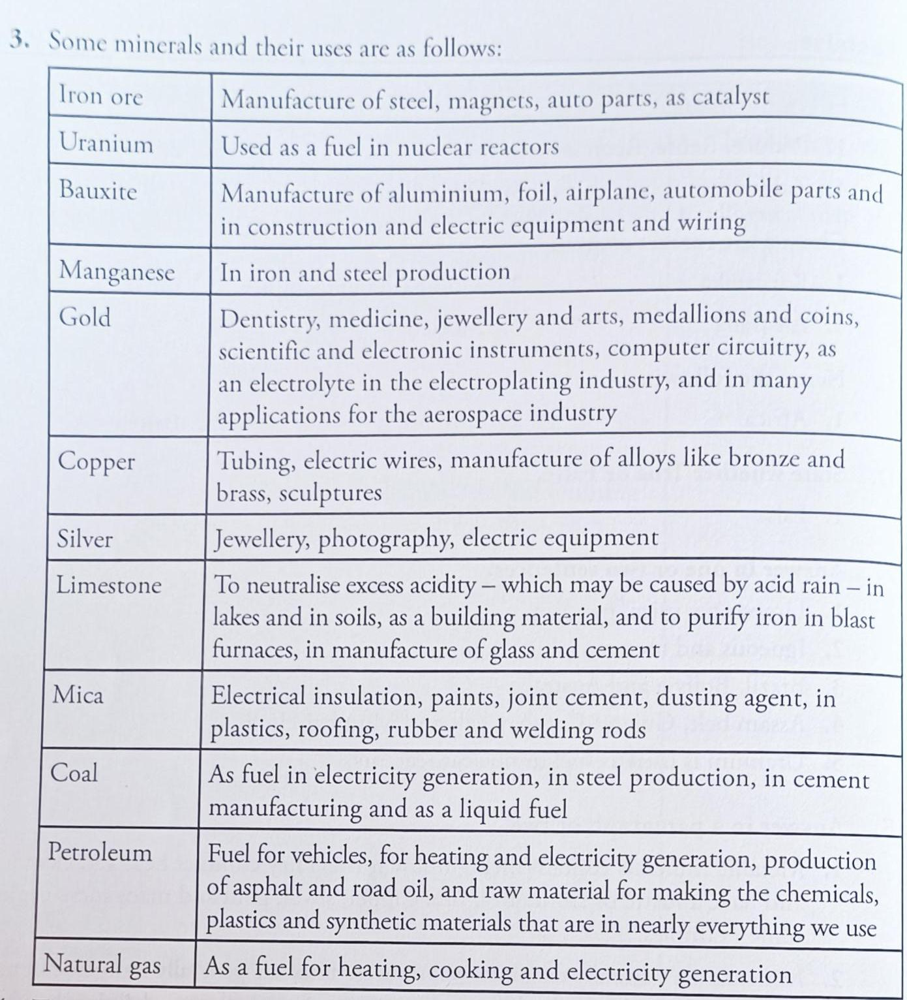 3. Some minerals and their uses are as follows:
Iron ore Manufacture of steel, magnets, auto parts, as catalyst
Uranium Used as a fuel in nuclear reactors
Bauxite Manufacture of aluminium, foil, airplane, automobile parts and
in construction and electric equipment and wiring
Manganese In iron and steel production
Gold Dentistry, medicine, jewellery and arts, medallions and coins,
scientific and electronic instruments, computer circuitry, as
an electrolyte in the electroplating industry, and in many
applications for the aerospace industry
Copper Tubing, electric wires, manufacture of alloys like bronze and
brass, sculptures
Silver Jewellery, photography, electric equipment
Limestone To neutralise excess acidity – which may be caused by acid rain – in
lakes and in soils, as a building material, and to purify iron in blast
furnaces, in manufacture of glass and cement
Mica Electrical insulation, paints, joint cement, dusting agent, in
plastics, roofing, rubber and welding rods
Coal As fuel in electricity generation, in steel production, in cement
manufacturing and as a liquid fuel
Petroleum Fuel for vehicles, for heating and electricity generation, production
of asphalt and road oil, and raw material for making the chemicals,
plastics and synthetic materials that are in nearly everything we use
Natural gas As a fuel for heating, cooking and electricity generation